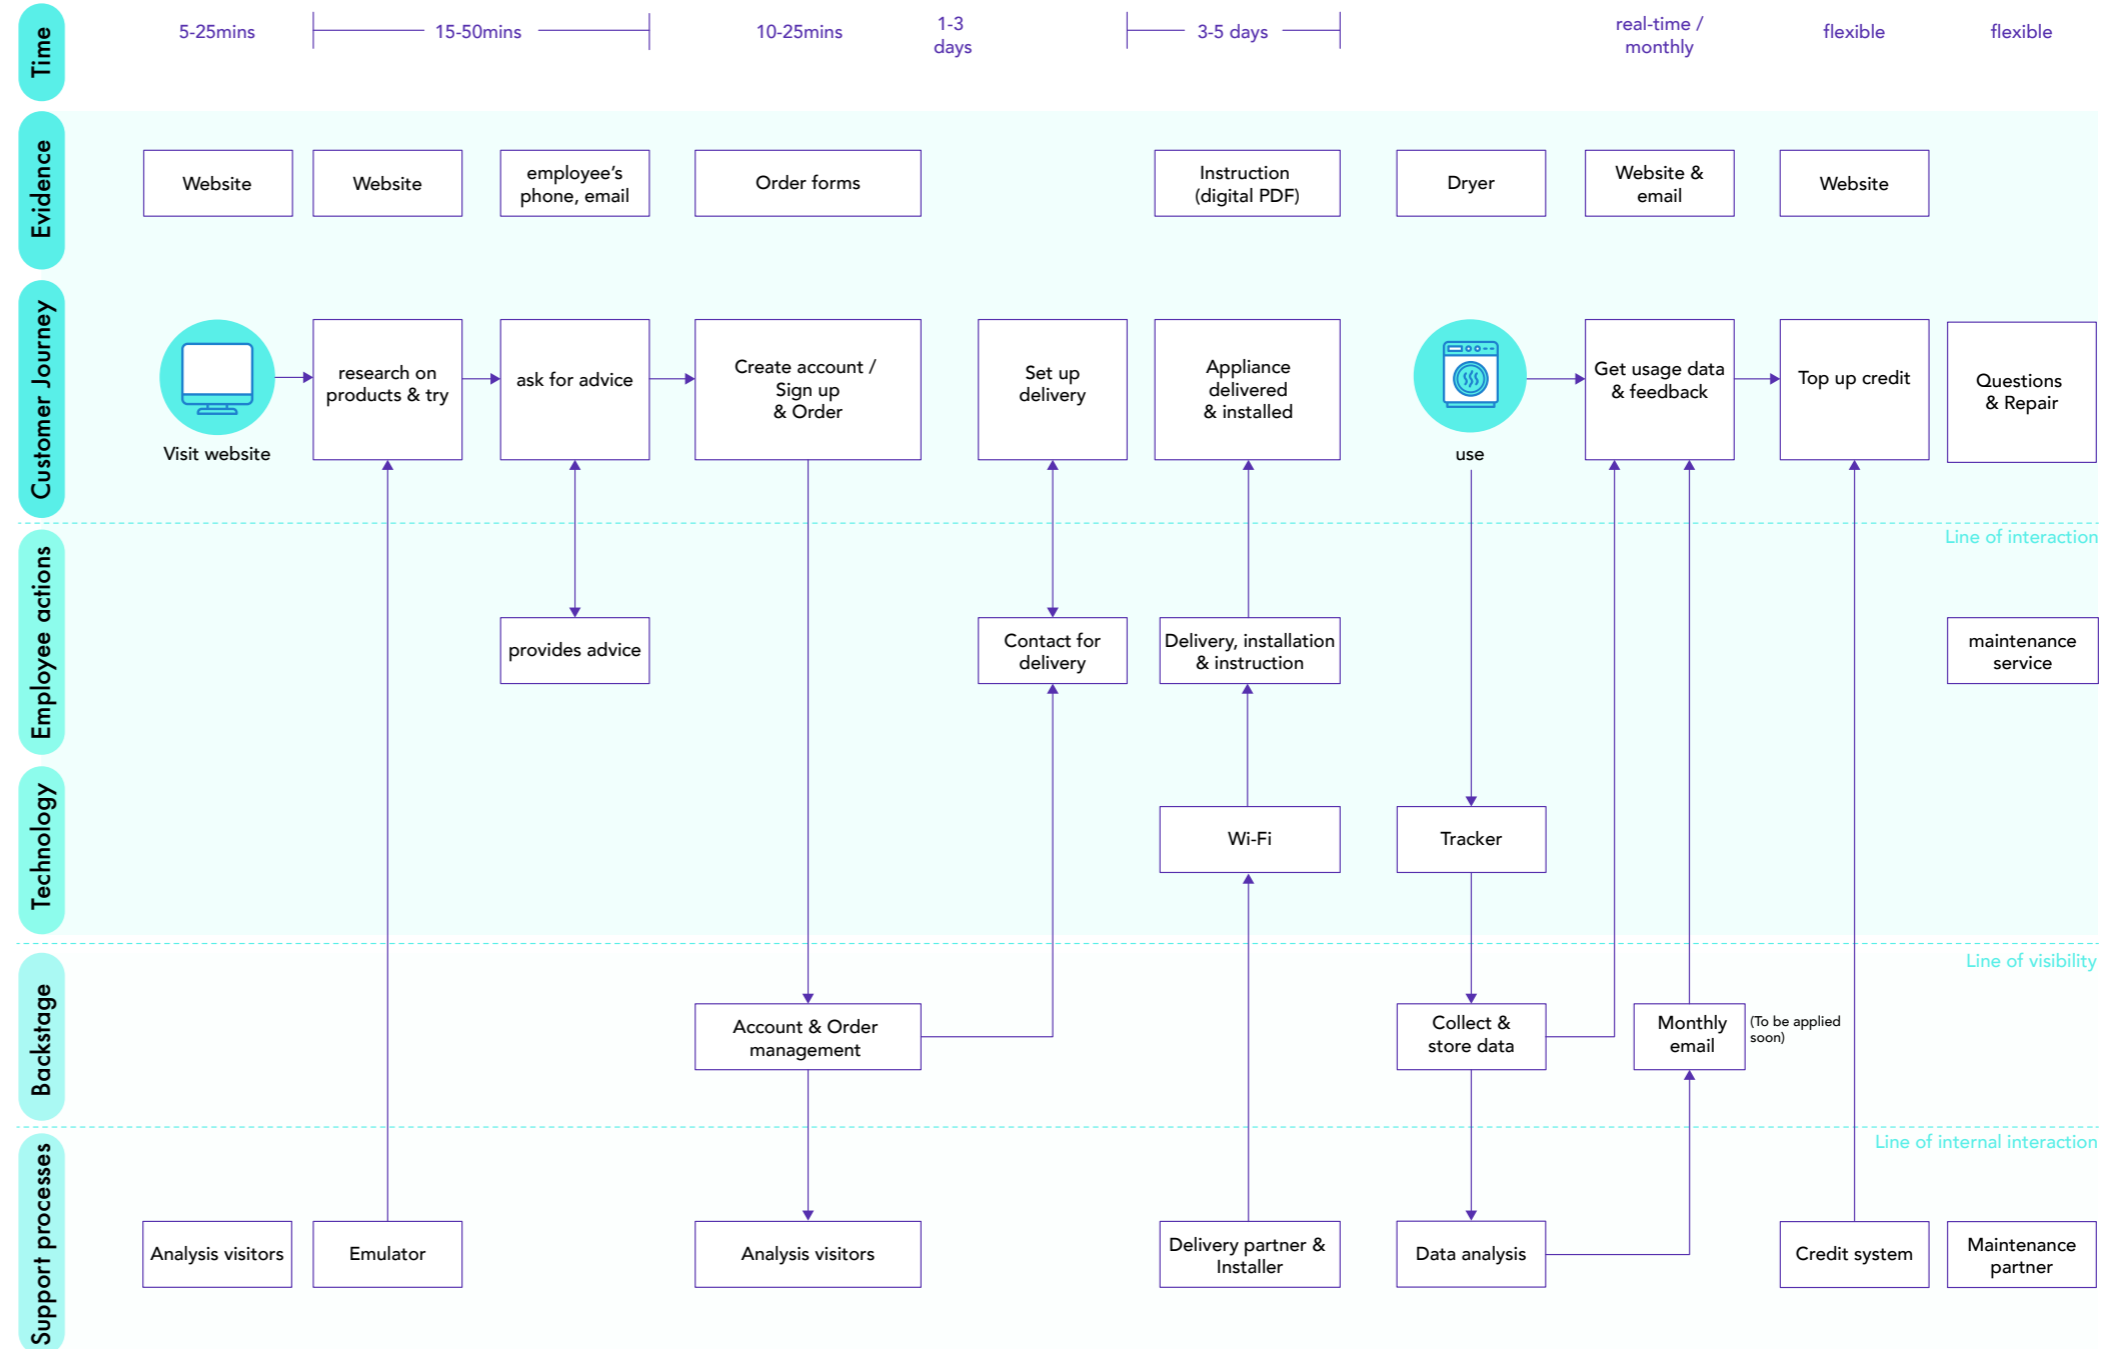 Time
5-25mins
15-50mins
10-25mins
1-3
days
3-5 days
real-time /
monthly
flexible
flexible
Evidence
Website
Website
employee's
phone, email
Order forms
Instruction
(digital PDF)
Dryer
Website &
email
Website
Customer Journey
Visit website
research on
products & try
ask for advice
Create account /
Sign up
& Order
Set up
delivery
Appliance
delivered
& installed
use
Get usage data
& feedback
Top up credit
Questions
& Repair
Line of interaction
Employee actions
provides advice
Contact for
delivery
Delivery, installation
& instruction
maintenance
service
Technology
Wi-Fi
Tracker
Line of visibility
Backstage
Account & Order
management
Collect &
store data
Monthly
email
(To be applied
soon)
Line of internal interaction
Support processes
Analysis visitors
Emulator
Analysis visitors
Delivery partner &
Installer
Data analysis
Credit system
Maintenance
partner